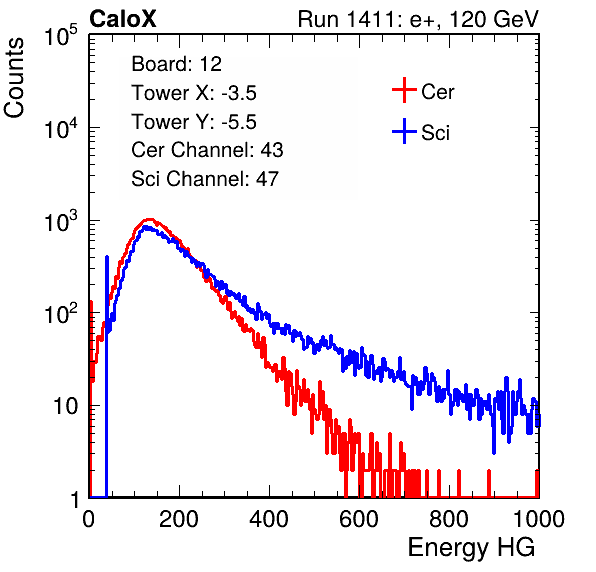 CaloX Run 1411: e+, 120 GeV
Counts
Board: 12
Tower X: -3.5
Tower Y: -5.5
Cer Channel: 43
Sci Channel: 47
Cer
Sci
10^5
10^4
10^3
10^2
10
1
0 200 400 600 800 1000
Energy HG